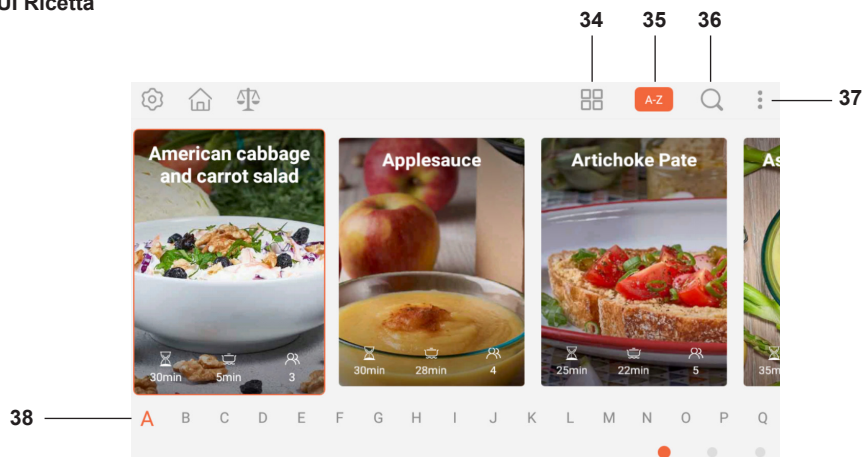 UI Ricetta
34 35 36
A-Z
37
American cabbage
and carrot salad
30min 5min 3
Applesauce
30min 28min 4
Artichoke Pate
25min 22min 5
As
35m
38
A B C D E F G H I J K L M N O P Q